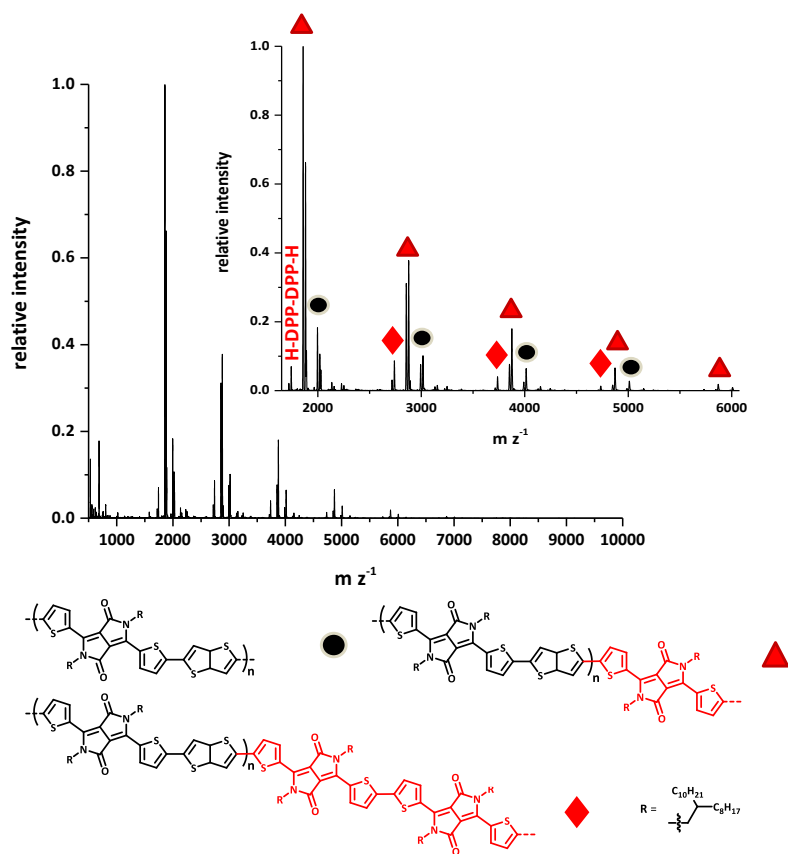 1.0
0.8
0.6
0.4
0.2
0.0
relative intensity
1000 2000 3000 4000 5000 6000 7000 8000 9000 10000
m z⁻¹
1.0
0.8
0.6
0.4
0.2
0.0
relative intensity
H-DPP-DPP-H
2000 3000 4000 5000 6000
m z⁻¹
O N R S S
S N O R S n
O N R S S
S N O R S n
S O N R
R N O S
O N R S S
S N O R S n
S O N R S
R N O S
R N O S
R N O
R = C₁₀H₂₁
C₈H₁₇